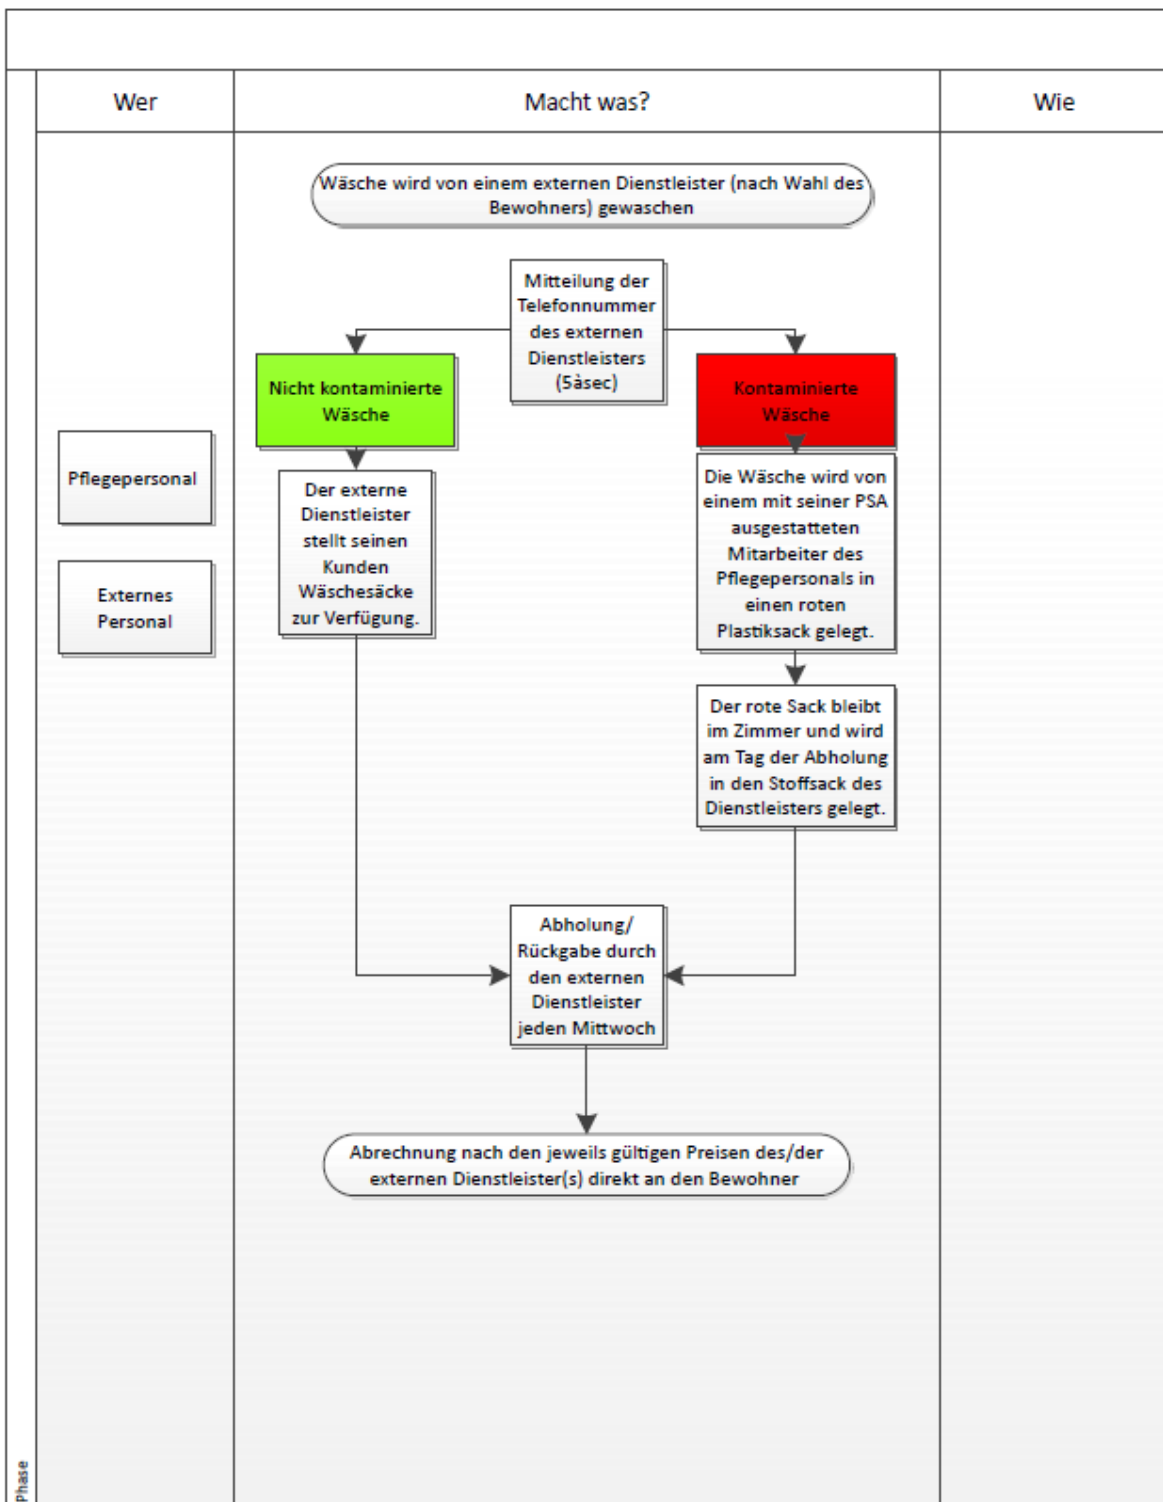 Wer
Macht was?
Wie
Wäsche wird von einem externen Dienstleister (nach Wahl des
Bewohners) gewaschen
Mitteilung der
Telefonnummer
des externen
Dienstleisters
(5àsec)
Nicht kontaminierte
Wäsche
Kontaminierte
Wäsche
Pflegepersonal
Externes
Personal
Der externe
Dienstleister
stellt seinen
Kunden
Wäschesäcke
zur Verfügung.
Die Wäsche wird von
einem mit seiner PSA
ausgestatteten
Mitarbeiter des
Pflegepersonals in
einen roten
Plastiksack gelegt.
Der rote Sack bleibt
im Zimmer und wird
am Tag der Abholung
in den Stoffsack des
Dienstleisters gelegt.
Abholung/
Rückgabe durch
den externen
Dienstleister
jeden Mittwoch
Abrechnung nach den jeweils gültigen Preisen des/der
externen Dienstleister(s) direkt an den Bewohner
Phase